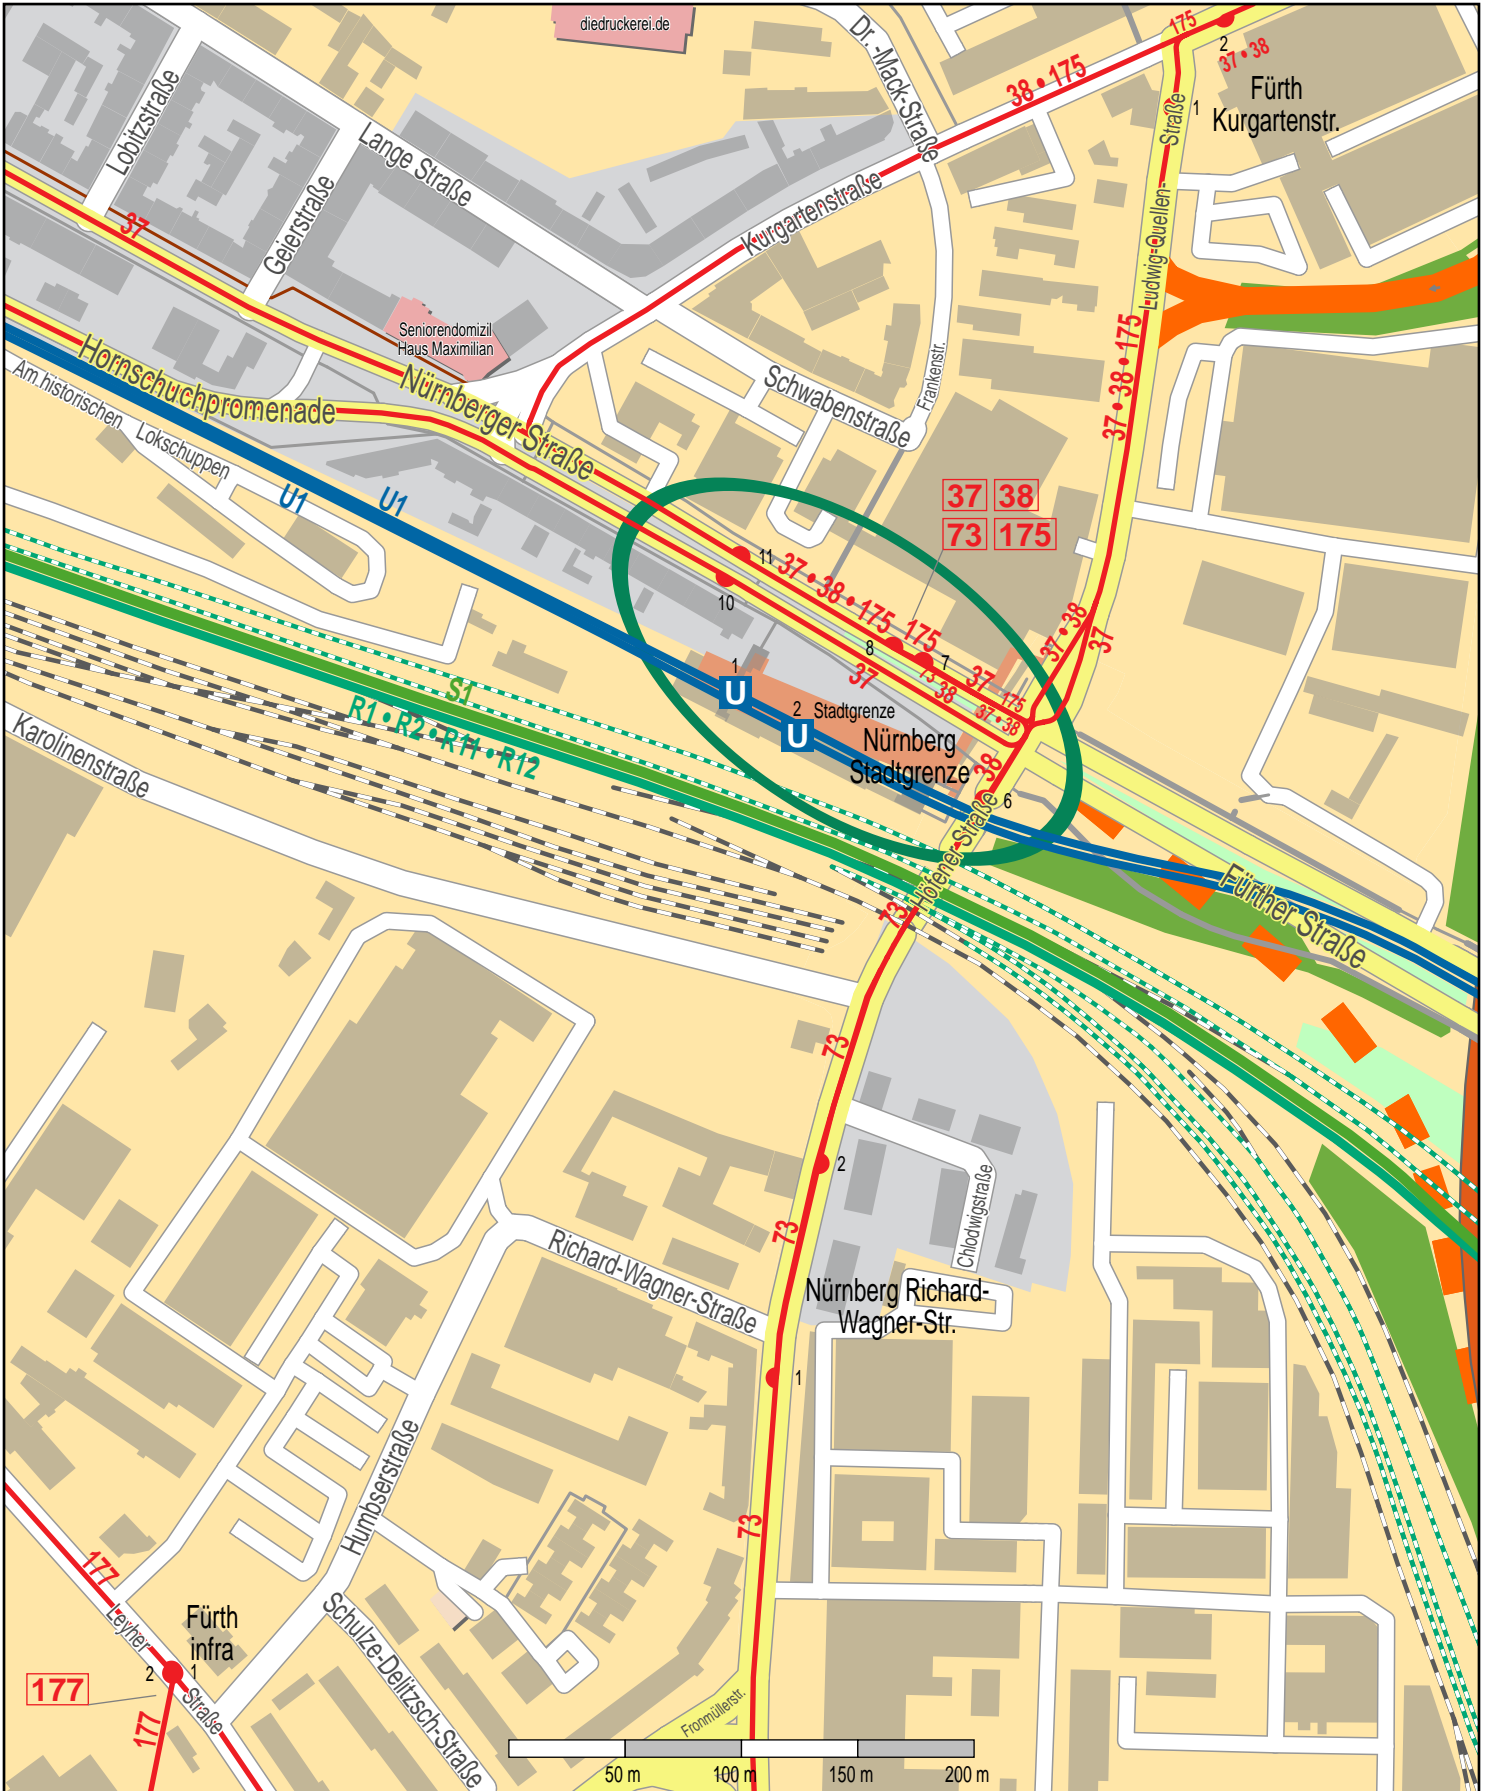 diedruckerei.de
Dr.-Mack-Straße
175
2
37 • 38
38 • 175
Fürth
Kurgartenstr.
1
Lobitzstraße
Lange Straße
Geierstraße
Kurgartenstraße
Ludwig-Quellen-
Straße
37
Seniorendomizil
Haus Maximilian
Hornschuchpromenade
Nürnberger Straße
Am historischen
Lokschuppen
Schwabenstraße
Frankenstr.
37 • 38 • 175
U1
U1
37 38
73 175
11
10
37 • 38 • 175
175
8
7
37
73
38
37
175
37 • 38
37 • 38
37
1
U
2
Stadtgrenze
U
Nürnberg
Stadtgrenze
38
6
S1
R1 • R2 • R11 • R12
Karolinenstraße
Höfener Straße
Fürther Straße
73
73
2
73
Chlodwigstraße
Richard-Wagner-Straße
Nürnberg Richard-
Wagner-Str.
1
73
Humbserstraße
177
Leyher
Straße
Fürth
infra
2
1
177
177
Schulze-Delitzsch-Straße
Fronmüllerstr.
50 m
100 m
150 m
200 m